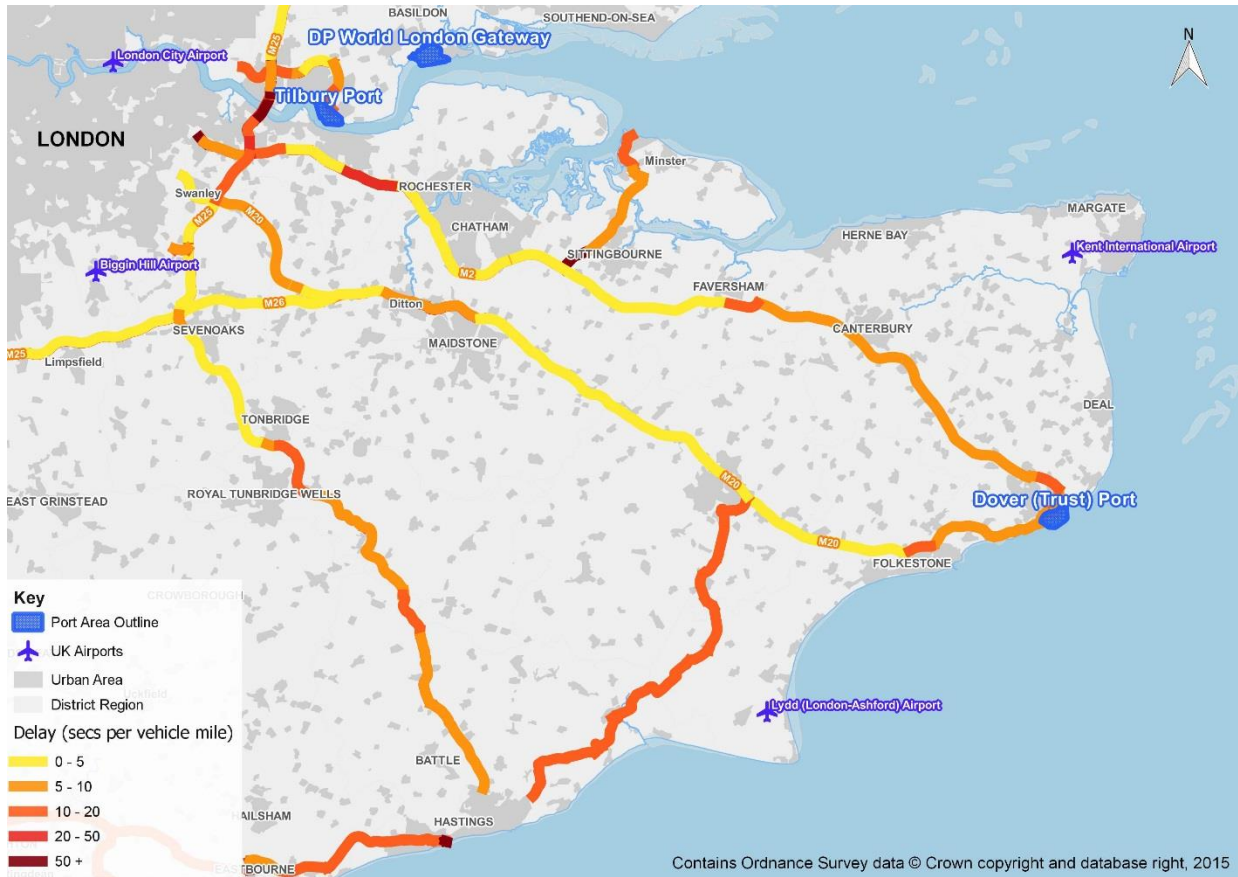 BASILDON
SOUTHEND-ON-SEA
M25
DP World London Gateway
London City Airport
N
Tilbury Port
LONDON
Minster
ROCHESTER
Swanley
M25
M20
CHATHAM
MARGATE
HERNE BAY
Kent International Airport
SITTINGBOURNE
Biggin Hill Airport
M2
FAVERSHAM
M26
Ditton
CANTERBURY
SEVENOAKS
MAIDSTONE
M25
Limpsfield
DEAL
TONBRIDGE
M20
ROYAL TUNBRIDGE WELLS
EAST GRINSTEAD
Dover (Trust) Port
M20
FOLKESTONE
Key
CROWBOROUGH
Port Area Outline
UK Airports
Urban Area
Uckfield
District Region
Lydd (London-Ashford) Airport
Delay (secs per vehicle mile)
0 - 5
BATTLE
5 - 10
10 - 20
HAILSHAM
HASTINGS
20 - 50
50 +
EASTBOURNE
Contains Ordnance Survey data © Crown copyright and database right, 2015